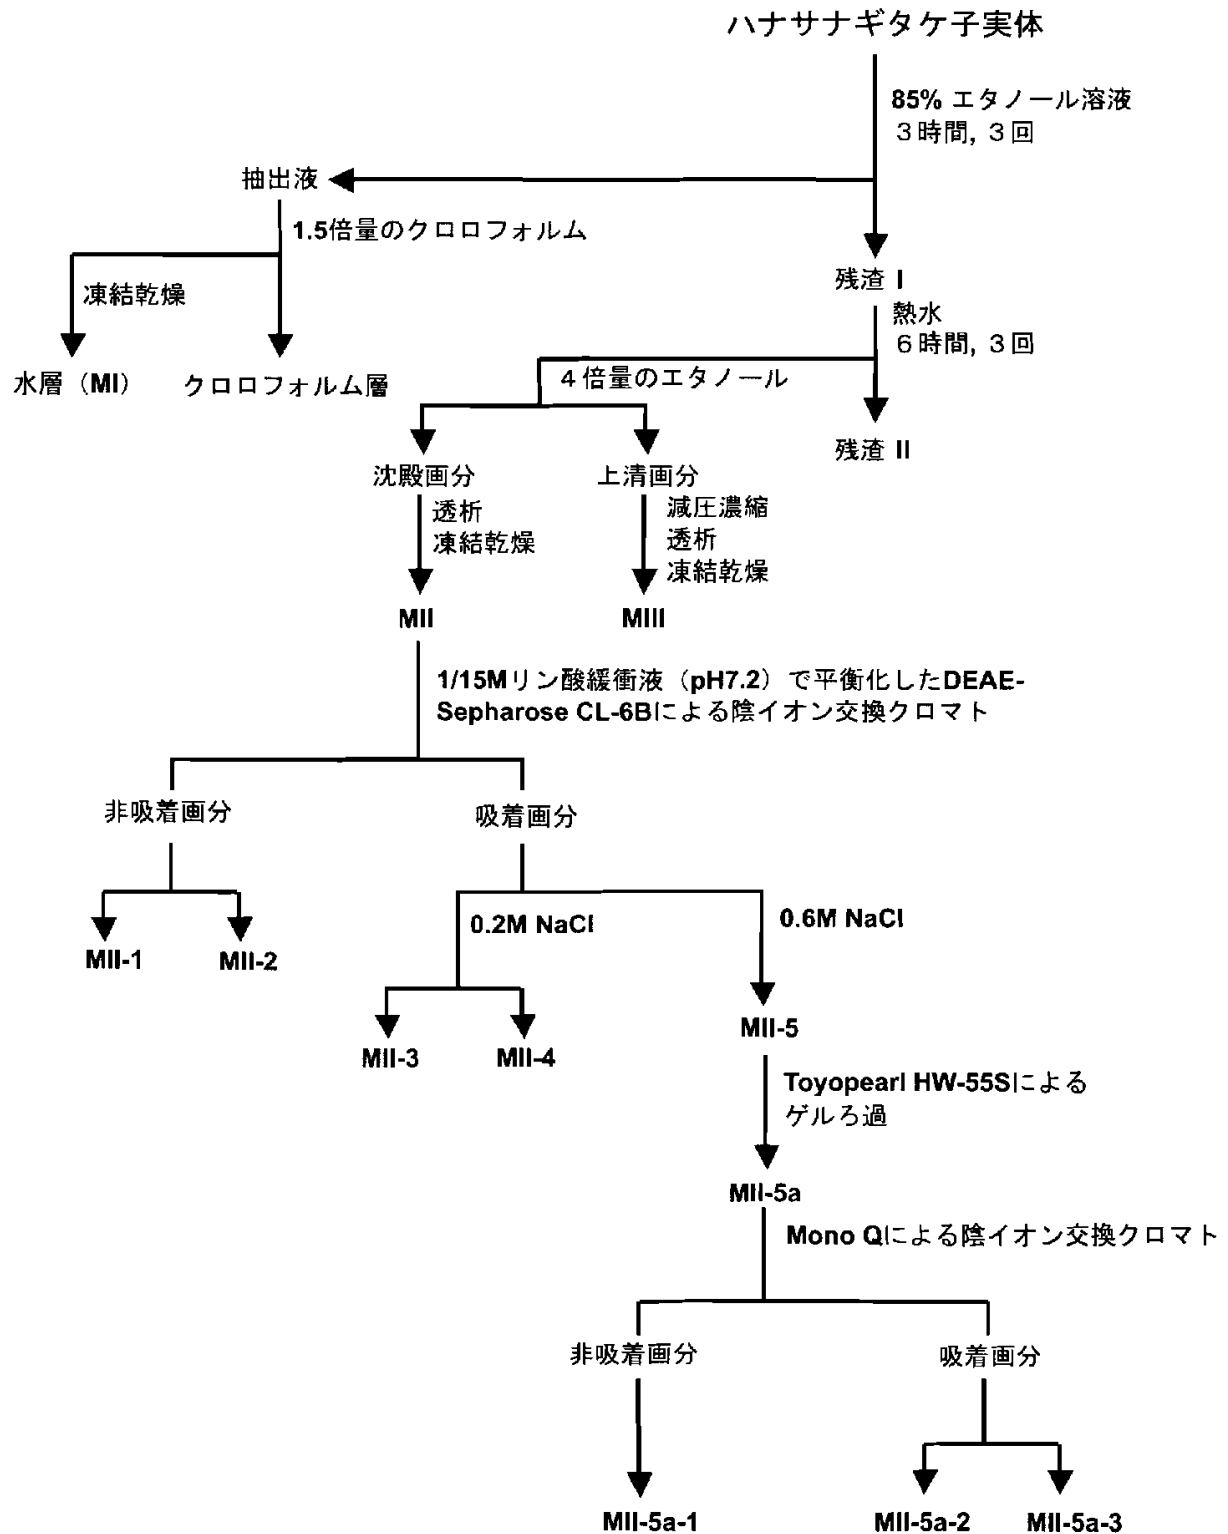 ハナサナギタケ子実体
85% エタノール溶液
３時間, ３回
抽出液
1.5倍量のクロロフォルム
凍結乾燥
残渣 I
熱水
６時間, ３回
水層（MI）
クロロフォルム層
４倍量のエタノール
残渣 II
沈殿画分
上清画分
透析
凍結乾燥
減圧濃縮
透析
凍結乾燥
MII
MIII
1/15Mリン酸緩衝液（pH7.2）で平衡化したDEAE-
Sepharose CL-6Bによる陰イオン交換クロマト
非吸着画分
吸着画分
0.2M NaCl
0.6M NaCl
MII-1
MII-2
MII-3
MII-4
MII-5
Toyopearl HW-55Sによる
ゲルろ過
MII-5a
Mono Qによる陰イオン交換クロマト
非吸着画分
吸着画分
MII-5a-1
MII-5a-2
MII-5a-3